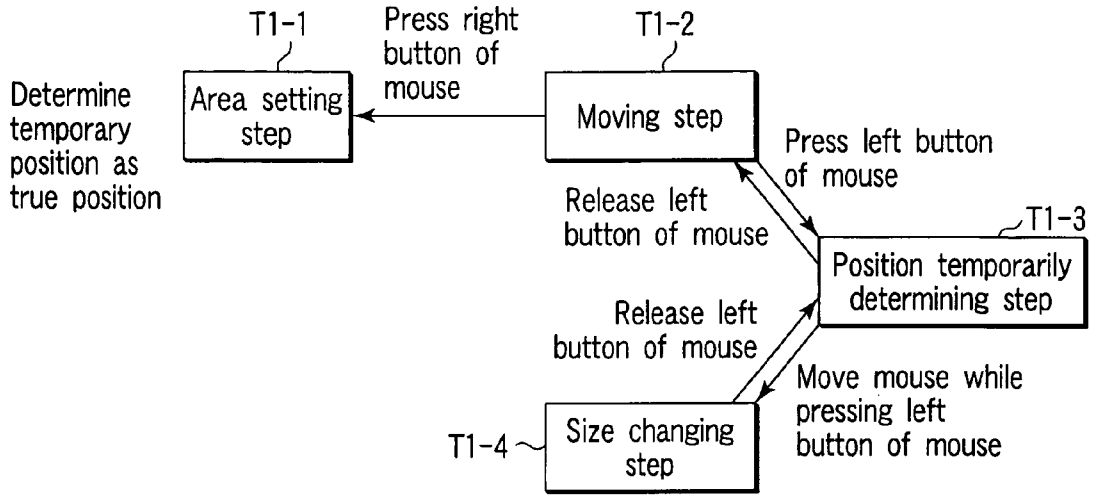 T1-1
Press right
button of
mouse
T1-2
Determine
temporary
position as
true position
Area setting
step
Moving step
Press left button
of mouse
Release left
button of mouse
T1-3
Position temporarily
determining step
Release left
button of mouse
Move mouse while
pressing left
button of mouse
T1-4
Size changing
step